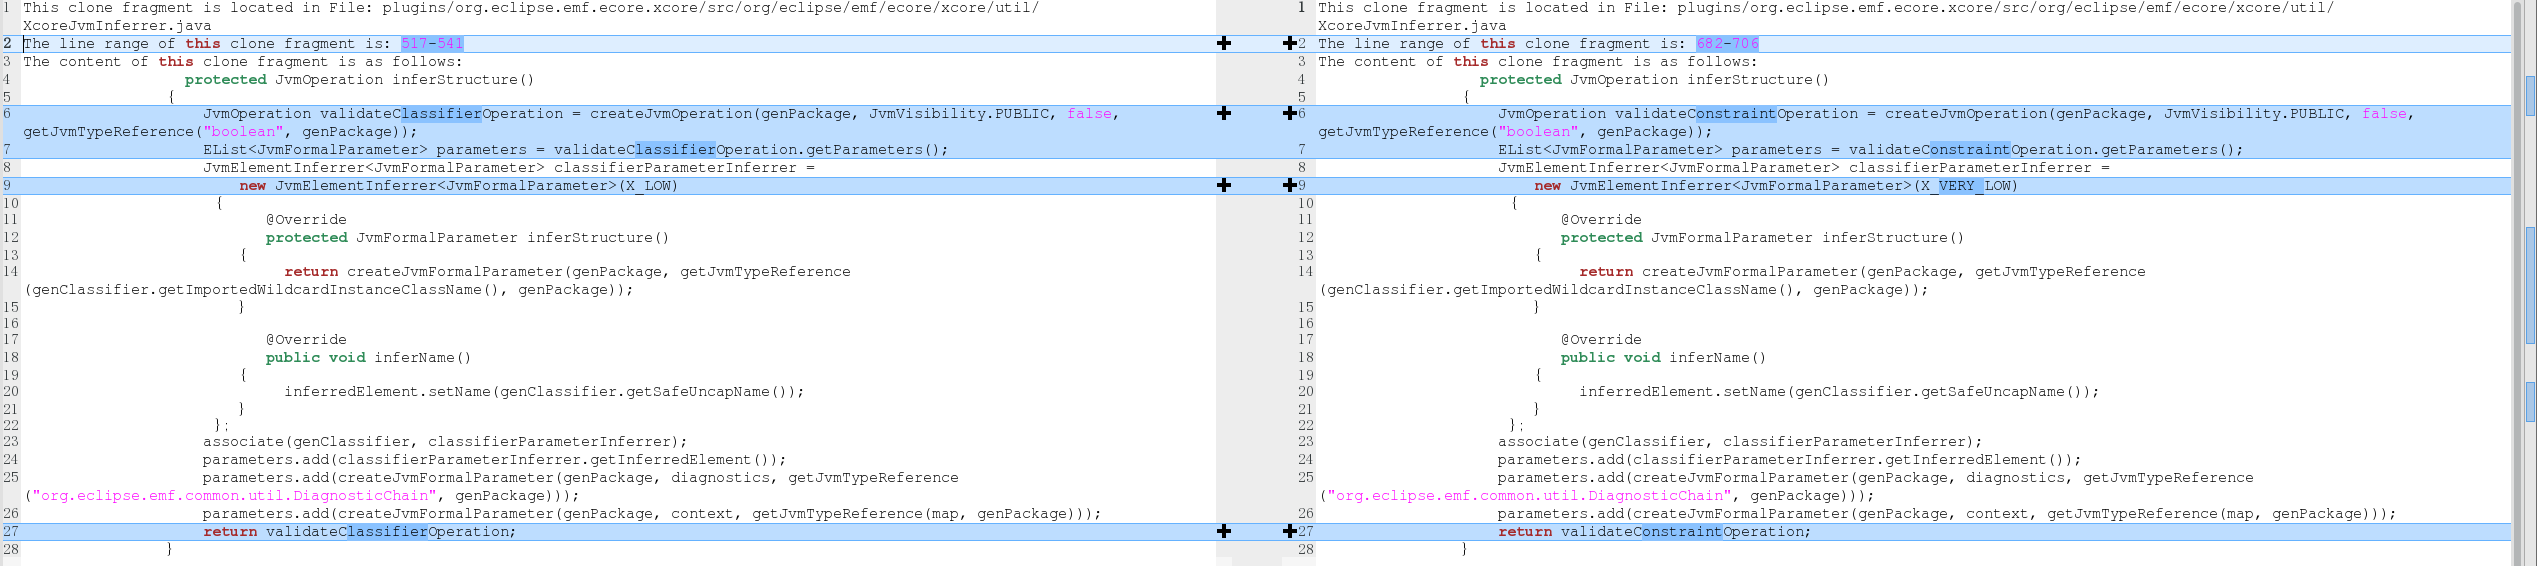 1 This clone fragment is located in File: plugins/org.eclipse.emf.ecore.xcore/src/org/eclipse/emf/ecore/xcore/util/
XcoreJvmInferrer.java
2 The line range of this clone fragment is: 517-541
3 The content of this clone fragment is as follows:
4 protected JvmOperation inferStructure()
5 {
6 JvmOperation validateClassifierOperation = createJvmOperation(genPackage, JvmVisibility.PUBLIC, false,
getJvmTypeReference("boolean", genPackage));
7 EList<JvmFormalParameter> parameters = validateClassifierOperation.getParameters();
8 JvmElementInferrer<JvmFormalParameter> classifierParameterInferrer =
9 new JvmElementInferrer<JvmFormalParameter>(X_LOW)
10 {
11 @Override
12 protected JvmFormalParameter inferStructure()
13 {
14 return createJvmFormalParameter(genPackage, getJvmTypeReference
(genClassifier.getImportedWildcardInstanceClassName(), genPackage));
15 }
16
17 @Override
18 public void inferName()
19 {
20 inferredElement.setName(genClassifier.getSafeUncapName());
21 }
22 };
23 associate(genClassifier, classifierParameterInferrer);
24 parameters.add(classifierParameterInferrer.getInferredElement());
25 parameters.add(createJvmFormalParameter(genPackage, diagnostics, getJvmTypeReference
("org.eclipse.emf.common.util.DiagnosticChain", genPackage)));
26 parameters.add(createJvmFormalParameter(genPackage, context, getJvmTypeReference(map, genPackage)));
27 return validateClassifierOperation;
28 }
1 This clone fragment is located in File: plugins/org.eclipse.emf.ecore.xcore/src/org/eclipse/emf/ecore/xcore/util/
XcoreJvmInferrer.java
2 The line range of this clone fragment is: 682-706
3 The content of this clone fragment is as follows:
4 protected JvmOperation inferStructure()
5 {
6 JvmOperation validateConstraintOperation = createJvmOperation(genPackage, JvmVisibility.PUBLIC, false,
getJvmTypeReference("boolean", genPackage));
7 EList<JvmFormalParameter> parameters = validateConstraintOperation.getParameters();
8 JvmElementInferrer<JvmFormalParameter> classifierParameterInferrer =
9 new JvmElementInferrer<JvmFormalParameter>(X_VERY_LOW)
10 {
11 @Override
12 protected JvmFormalParameter inferStructure()
13 {
14 return createJvmFormalParameter(genPackage, getJvmTypeReference
(genClassifier.getImportedWildcardInstanceClassName(), genPackage));
15 }
16
17 @Override
18 public void inferName()
19 {
20 inferredElement.setName(genClassifier.getSafeUncapName());
21 }
22 };
23 associate(genClassifier, classifierParameterInferrer);
24 parameters.add(classifierParameterInferrer.getInferredElement());
25 parameters.add(createJvmFormalParameter(genPackage, diagnostics, getJvmTypeReference
("org.eclipse.emf.common.util.DiagnosticChain", genPackage)));
26 parameters.add(createJvmFormalParameter(genPackage, context, getJvmTypeReference(map, genPackage)));
27 return validateConstraintOperation;
28 }